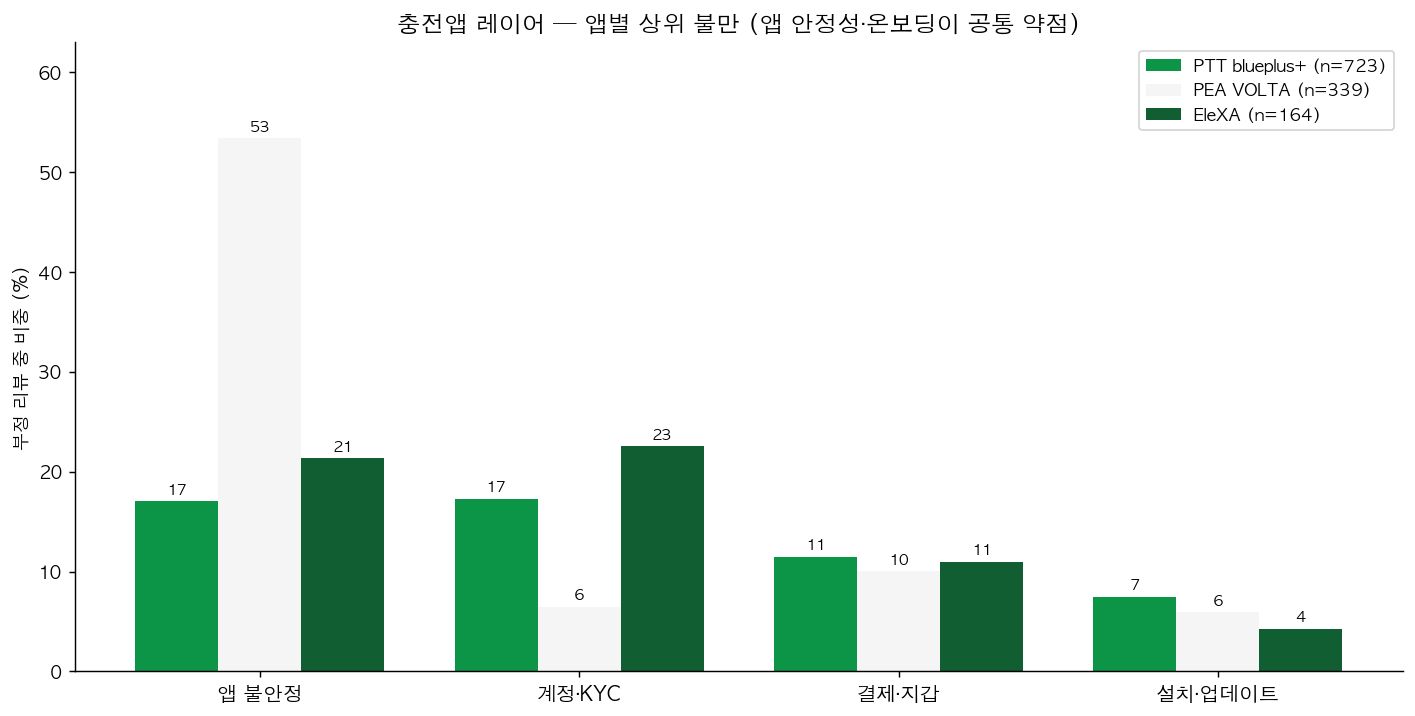 충전앱 레이어 — 앱별 상위 불만 (앱 안정성·온보딩이 공통 약점)
PTT blueplus+ (n=723)
PEA VOLTA (n=339)
EleXA (n=164)
부정 리뷰 중 비중 (%)
60
50
40
30
20
10
0
17
53
21
17
6
23
11
10
11
7
6
4
앱 불안정
계정·KYC
결제·지갑
설치·업데이트